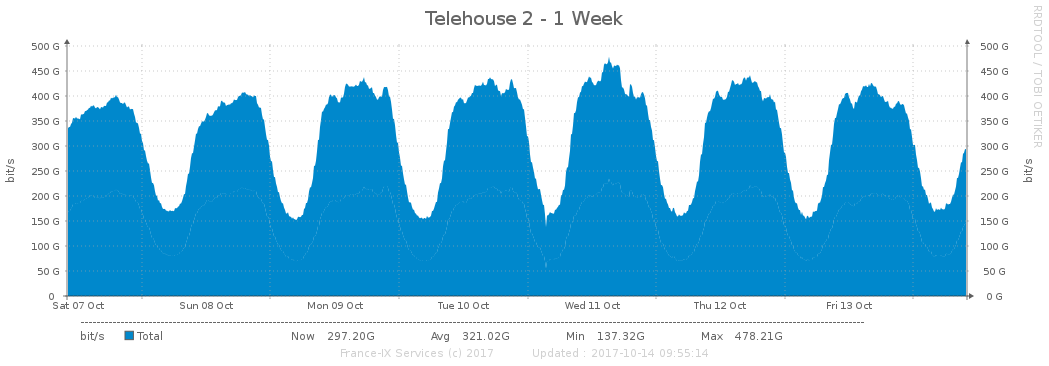 Telehouse 2 - 1 Week
RRDTOOL / TOBI OETIKER
500 G 500 G
450 G 450 G
400 G 400 G
350 G 350 G
300 G 300 G
250 G 250 G
200 G 200 G
150 G 150 G
100 G 100 G
50 G 50 G
0 0 G
bit/s bit/s
Sat 07 Oct Sun 08 Oct Mon 09 Oct Tue 10 Oct Wed 11 Oct Thu 12 Oct Fri 13 Oct
bit/s Total Now 297.20G Avg 321.02G Min 137.32G Max 478.21G
France-IX Services (c) 2017 Updated : 2017-10-14 09:55:14